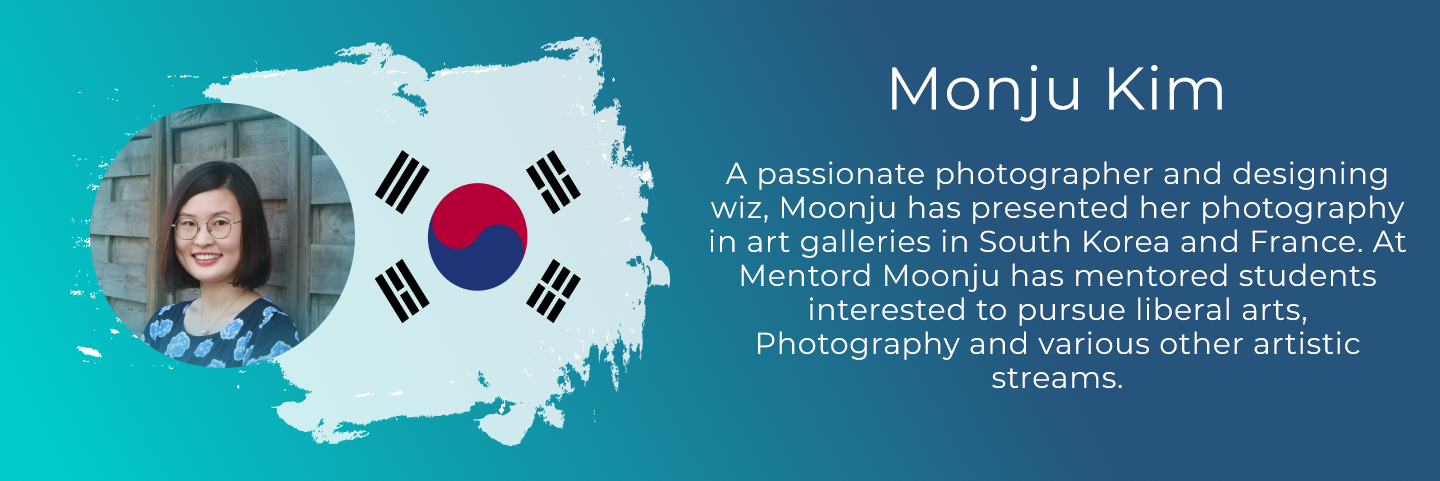 Monju Kim
A passionate photographer and designing
wiz, Moonju has presented her photography
in art galleries in South Korea and France. At
Mentord Moonju has mentored students
interested to pursue liberal arts,
Photography and various other artistic
streams.